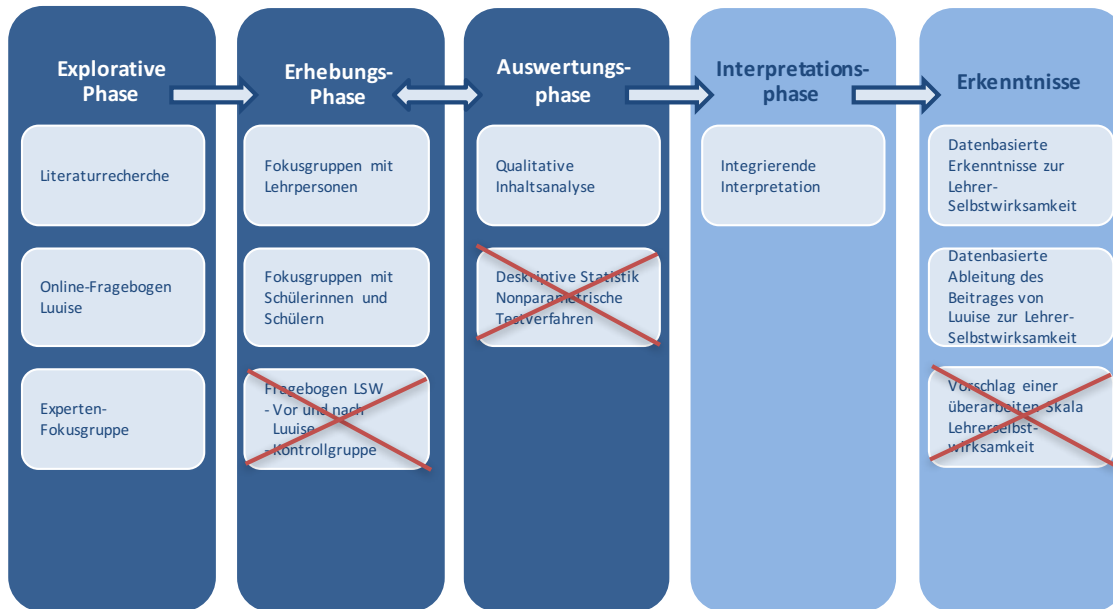 Explorative
Phase
Literaturrecherche
Online-Fragebogen
Luuise
Experten-
Fokusgruppe
Erhebungs-
Phase
Fokusgruppen mit
Lehrpersonen
Fokusgruppen mit
Schülerinnen und
Schülern
Fragebogen LSW
- Vor und nach
Luuise
- Kontrollgruppe
Auswertungs-
phase
Qualitative
Inhaltsanalyse
Deskriptive Statistik
Nonparametrische
Testverfahren
Interpretations-
phase
Integrierende
Interpretation
Erkenntnisse
Datenbasierte
Erkenntnisse zur
Lehrer-
Selbstwirksamkeit
Datenbasierte
Ableitung des
Beitrages von
Luuise zur Lehrer-
Selbstwirksamkeit
Vorschlag einer
überarbeiten Skala
Lehrerselbst-
wirksamkeit